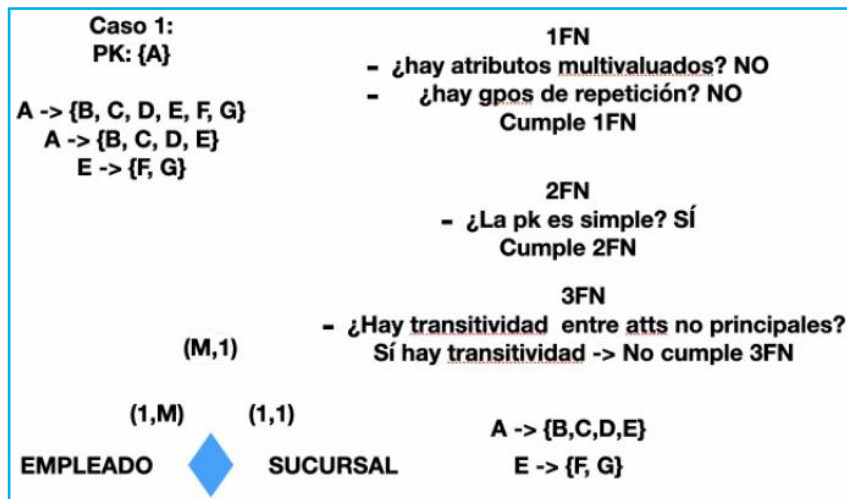 Caso 1:
PK: {A}
A -> {B, C, D, E, F, G}
A -> {B, C, D, E}
E -> {F, G}
1FN
- ¿hay atributos multivaluados? NO
- ¿hay gpos de repetición? NO
Cumple 1FN
2FN
- ¿La pk es simple? SÍ
Cumple 2FN
3FN
- ¿Hay transitividad entre atts no principales?
Sí hay transitividad -> No cumple 3FN
(M,1)
(1,M) (1,1)
EMPLEADO SUCURSAL
A -> {B,C,D,E}
E -> {F, G}